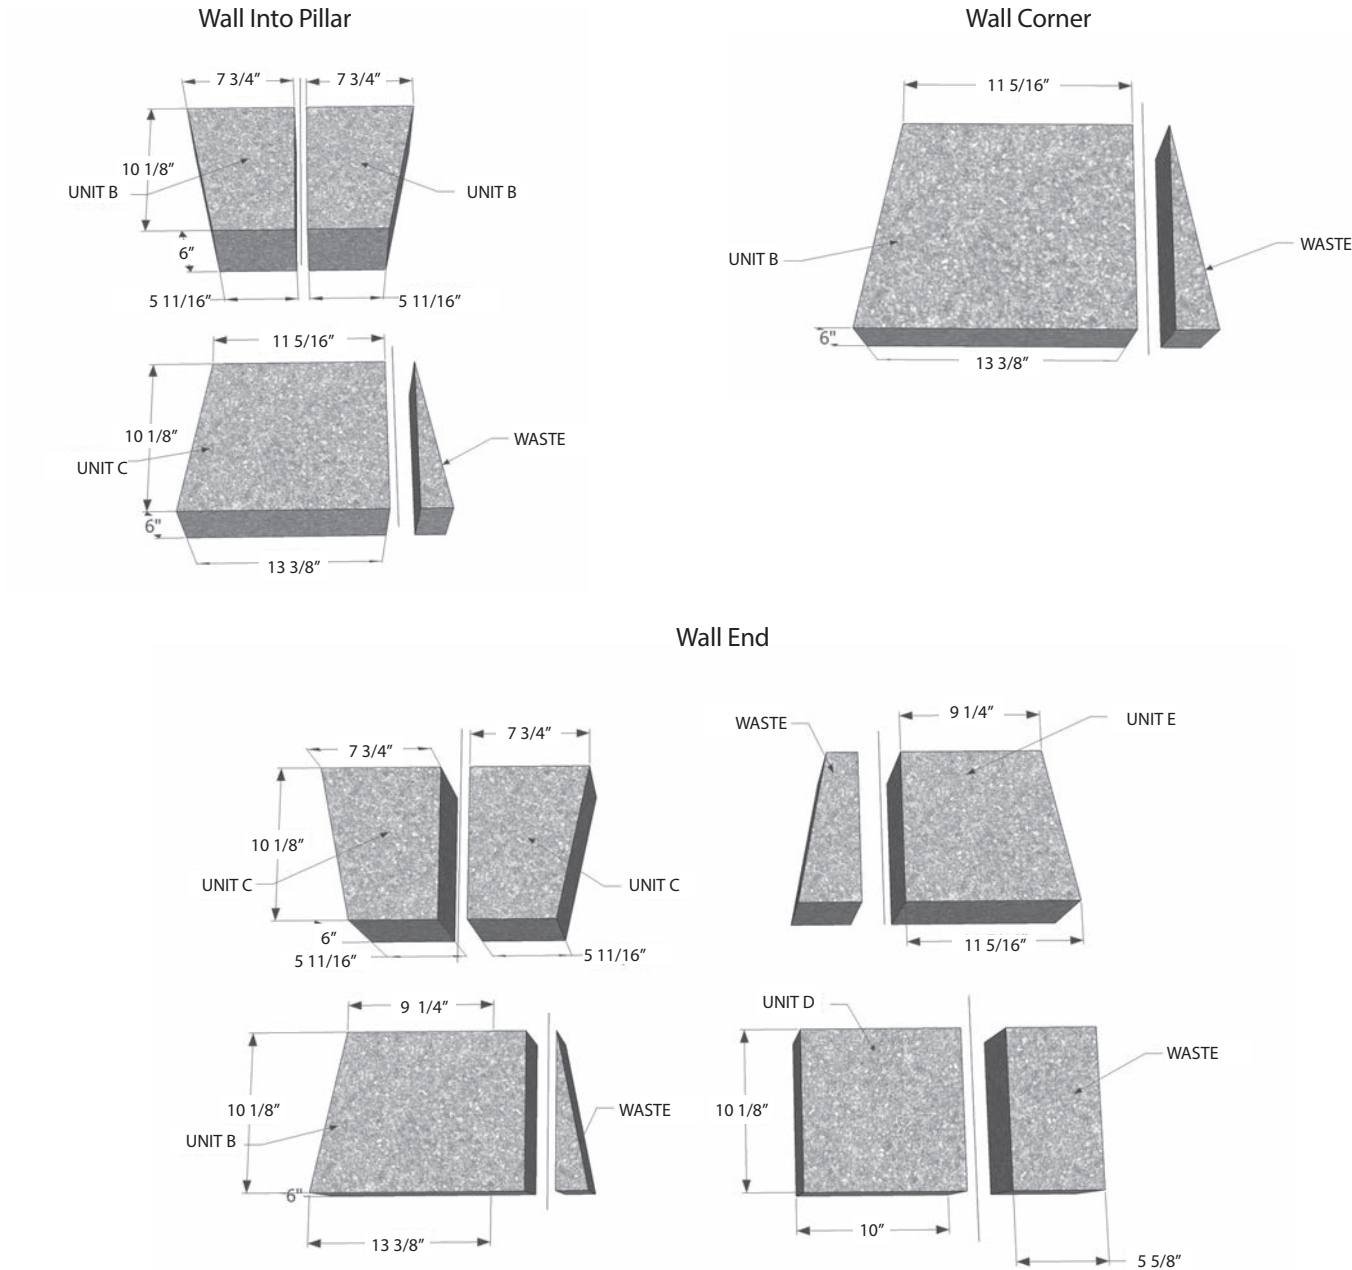 Wall Into Pillar
7 3/4” 7 3/4”
10 1/8”
UNIT B UNIT B
6”
5 11/16” 5 11/16”
11 5/16”
10 1/8”
WASTE
UNIT C
6"
13 3/8”
Wall Corner
11 5/16”
WASTE
UNIT B
6"
13 3/8”
Wall End
7 3/4” 7 3/4”
10 1/8”
UNIT C UNIT C
6”
5 11/16” 5 11/16”
9 1/4”
WASTE UNIT E
11 5/16”
9 1/4”
10 1/8”
WASTE
UNIT B
6"
13 3/8”
UNIT D
WASTE
10 1/8”
10”
5 5/8”